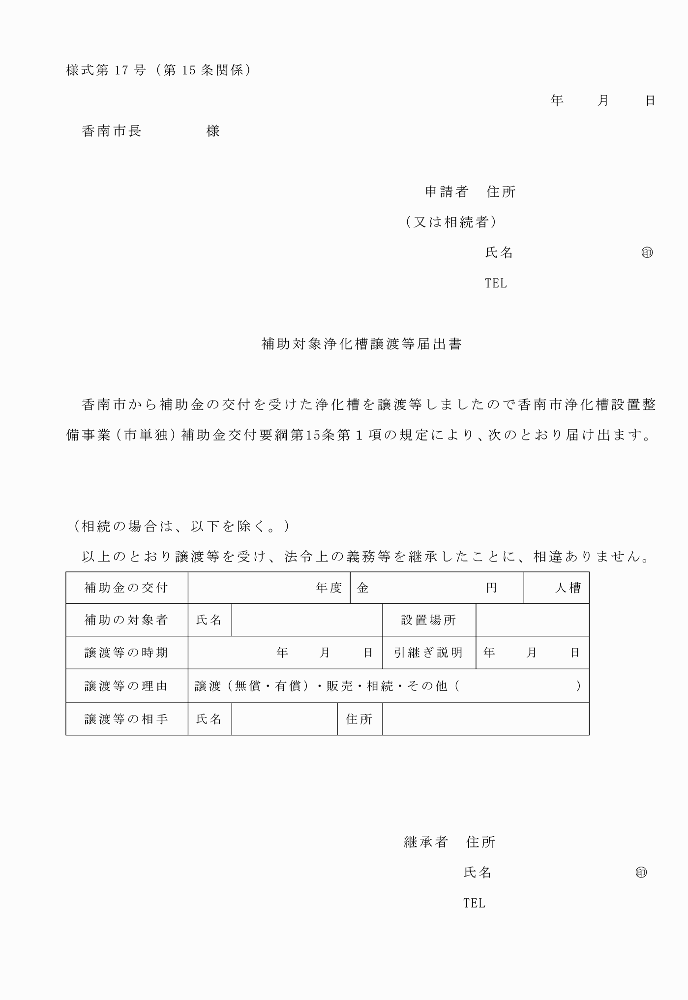 様式第 17 号（第 15 条関係）
年　　月　　日
香南市長　　　　様
申請者　住所
（又は相続者）
氏名　　　　　　　　㊞
TEL
補助対象浄化槽譲渡等届出書
香南市から補助金の交付を受けた浄化槽を譲渡等しましたので香南市浄化槽設置整
備事業（市単独）補助金交付要綱第15条第１項の規定により、次のとおり届け出ます。
（相続の場合は、以下を除く。）
以上のとおり譲渡等を受け、法令上の義務等を継承したことに、相違ありません。
補助金の交付　年度　金　　　　円　人槽
補助の対象者　氏名　設置場所
譲渡等の時期　年　　月　　日　引継ぎ説明　年　　月　　日
譲渡等の理由　譲渡（無償・有償）・販売・相続・その他（　　　　　　　　）
譲渡等の相手　氏名　住所
継承者　住所
氏名　　　　　　　　㊞
TEL